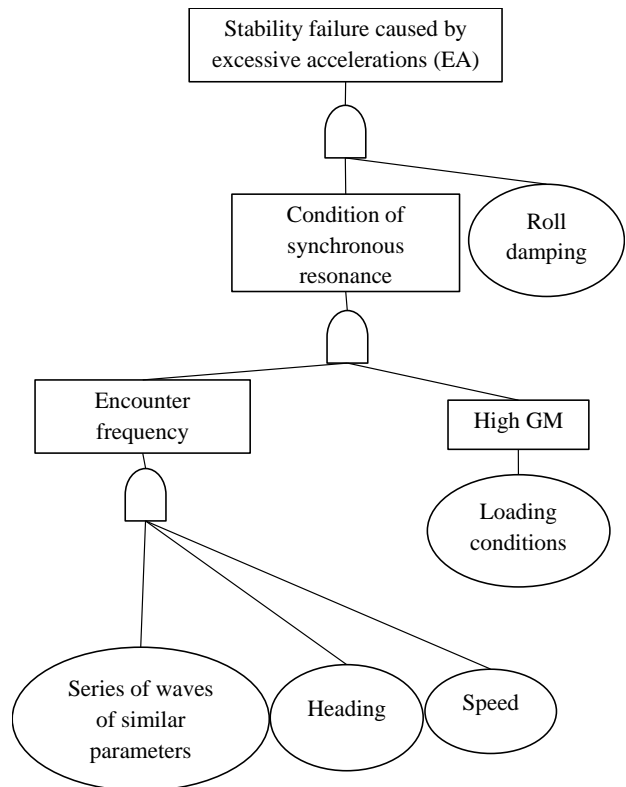 Stability failure caused by
excessive accelerations (EA)
Condition of
synchronous
resonance
Roll
damping
Encounter
frequency
High GM
Loading
conditions
Series of waves
of similar
parameters
Heading
Speed